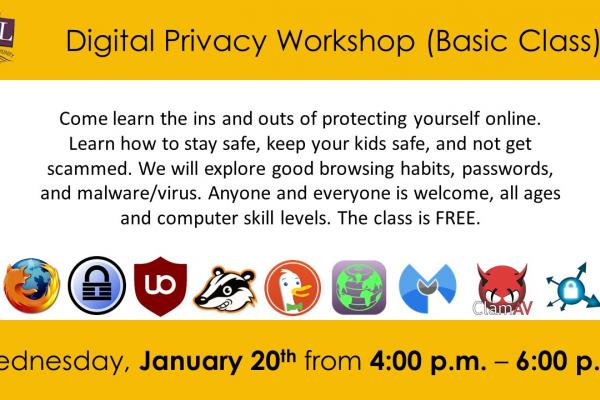 L
Digital Privacy Workshop (Basic Class)
Come learn the ins and outs of protecting yourself online.
Learn how to stay safe, keep your kids safe, and not get
scammed. We will explore good browsing habits, passwords,
and malware/virus. Anyone and everyone is welcome, all ages
and computer skill levels. The class is FREE.
UO
ClamAV
ednesday, January 20th from 4:00 p.m. – 6:00 p.